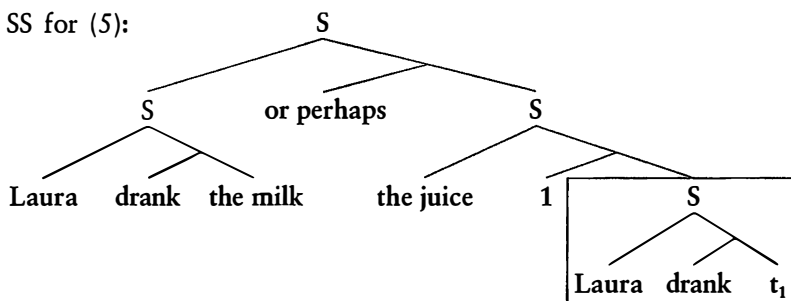 SS for (5): S
S or perhaps S
Laura drank the milk the juice 1 S
Laura drank t₁